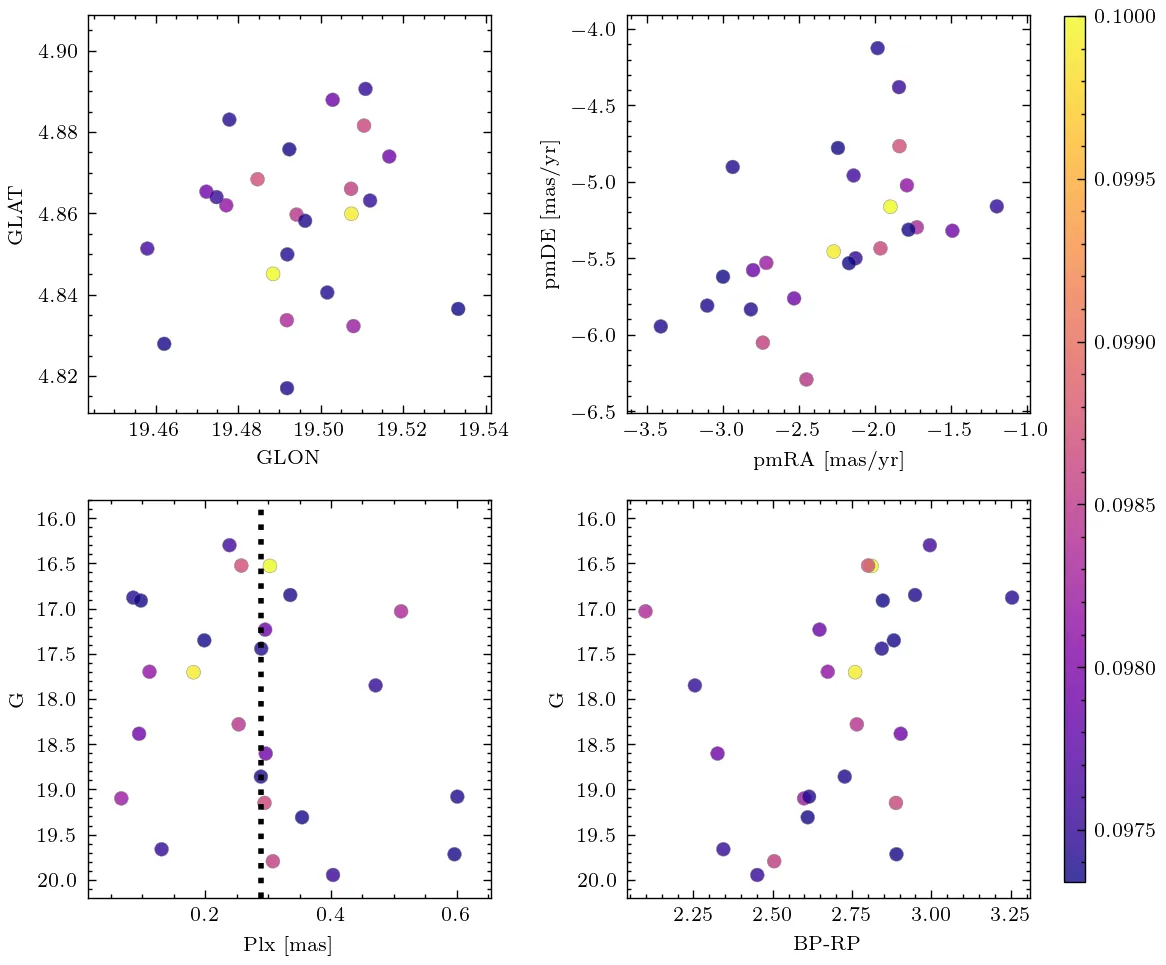 4.90
4.88
4.86
4.84
4.82
GLAT
19.46 19.48 19.50 19.52 19.54
GLON
−4.0
−4.5
−5.0
−5.5
−6.0
−6.5
pmDE [mas/yr]
−3.5 −3.0 −2.5 −2.0 −1.5 −1.0
pmRA [mas/yr]
0.1000
0.0995
0.0990
0.0985
0.0980
0.0975
16.0
16.5
17.0
17.5
18.0
18.5
19.0
19.5
20.0
G
0.2 0.4 0.6
Plx [mas]
16.0
16.5
17.0
17.5
18.0
18.5
19.0
19.5
20.0
G
2.25 2.50 2.75 3.00 3.25
BP-RP